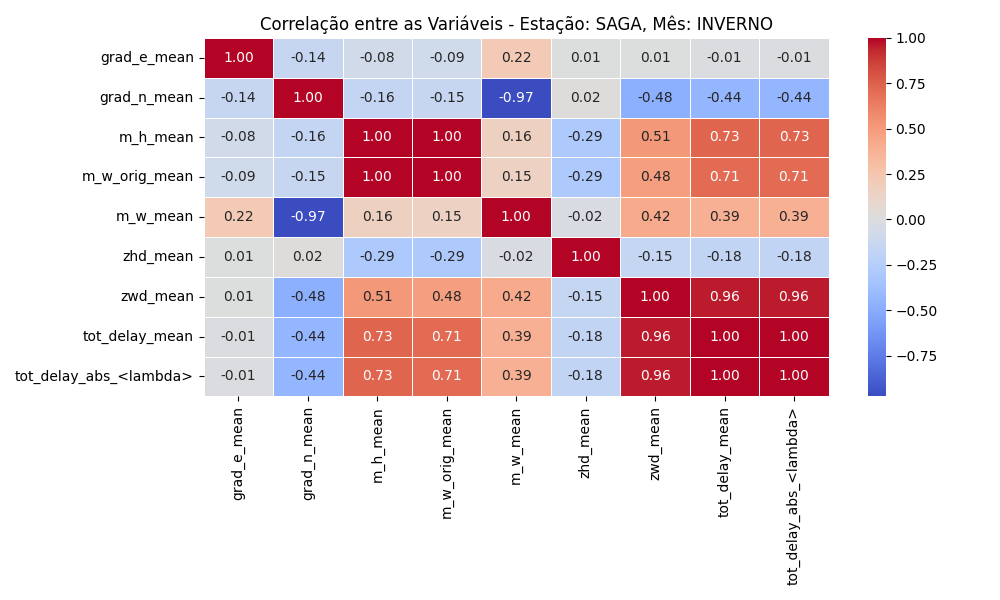 Correlação entre as Variáveis - Estação: SAGA, Mês: INVERNO
grad_e_mean 1.00 -0.14 -0.08 -0.09 0.22 0.01 0.01 -0.01 -0.01
grad_n_mean -0.14 1.00 -0.16 -0.15 -0.97 0.02 -0.48 -0.44 -0.44
m_h_mean -0.08 -0.16 1.00 1.00 0.16 -0.29 0.51 0.73 0.73
m_w_orig_mean -0.09 -0.15 1.00 1.00 0.15 -0.29 0.48 0.71 0.71
m_w_mean 0.22 -0.97 0.16 0.15 1.00 -0.02 0.42 0.39 0.39
zhd_mean 0.01 0.02 -0.29 -0.29 -0.02 1.00 -0.15 -0.18 -0.18
zwd_mean 0.01 -0.48 0.51 0.48 0.42 -0.15 1.00 0.96 0.96
tot_delay_mean -0.01 -0.44 0.73 0.71 0.39 -0.18 0.96 1.00 1.00
tot_delay_abs_<lambda> -0.01 -0.44 0.73 0.71 0.39 -0.18 0.96 1.00 1.00
grad_e_mean
grad_n_mean
m_h_mean
m_w_orig_mean
m_w_mean
zhd_mean
zwd_mean
tot_delay_mean
tot_delay_abs_<lambda>
1.00
0.75
0.50
0.25
0.00
−0.25
−0.50
−0.75